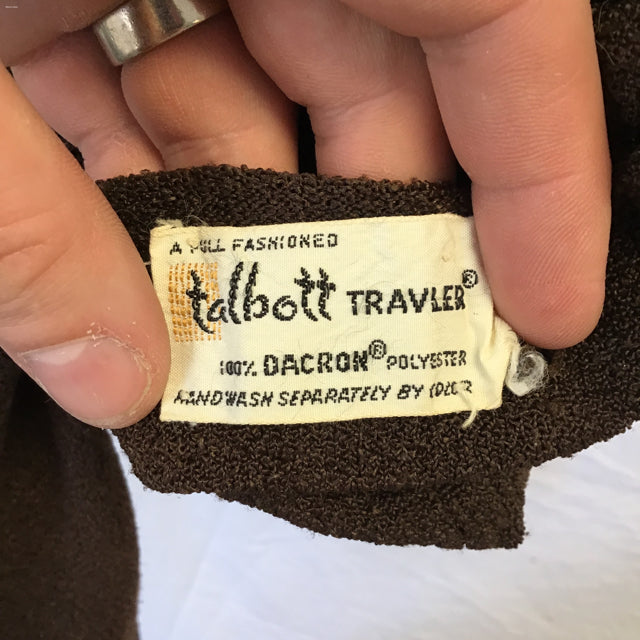 A FULL FASHIONED
talbott TRAVLER®
100% DACRON® POLYESTER
HANDWASH SEPARATELY BY COLOR